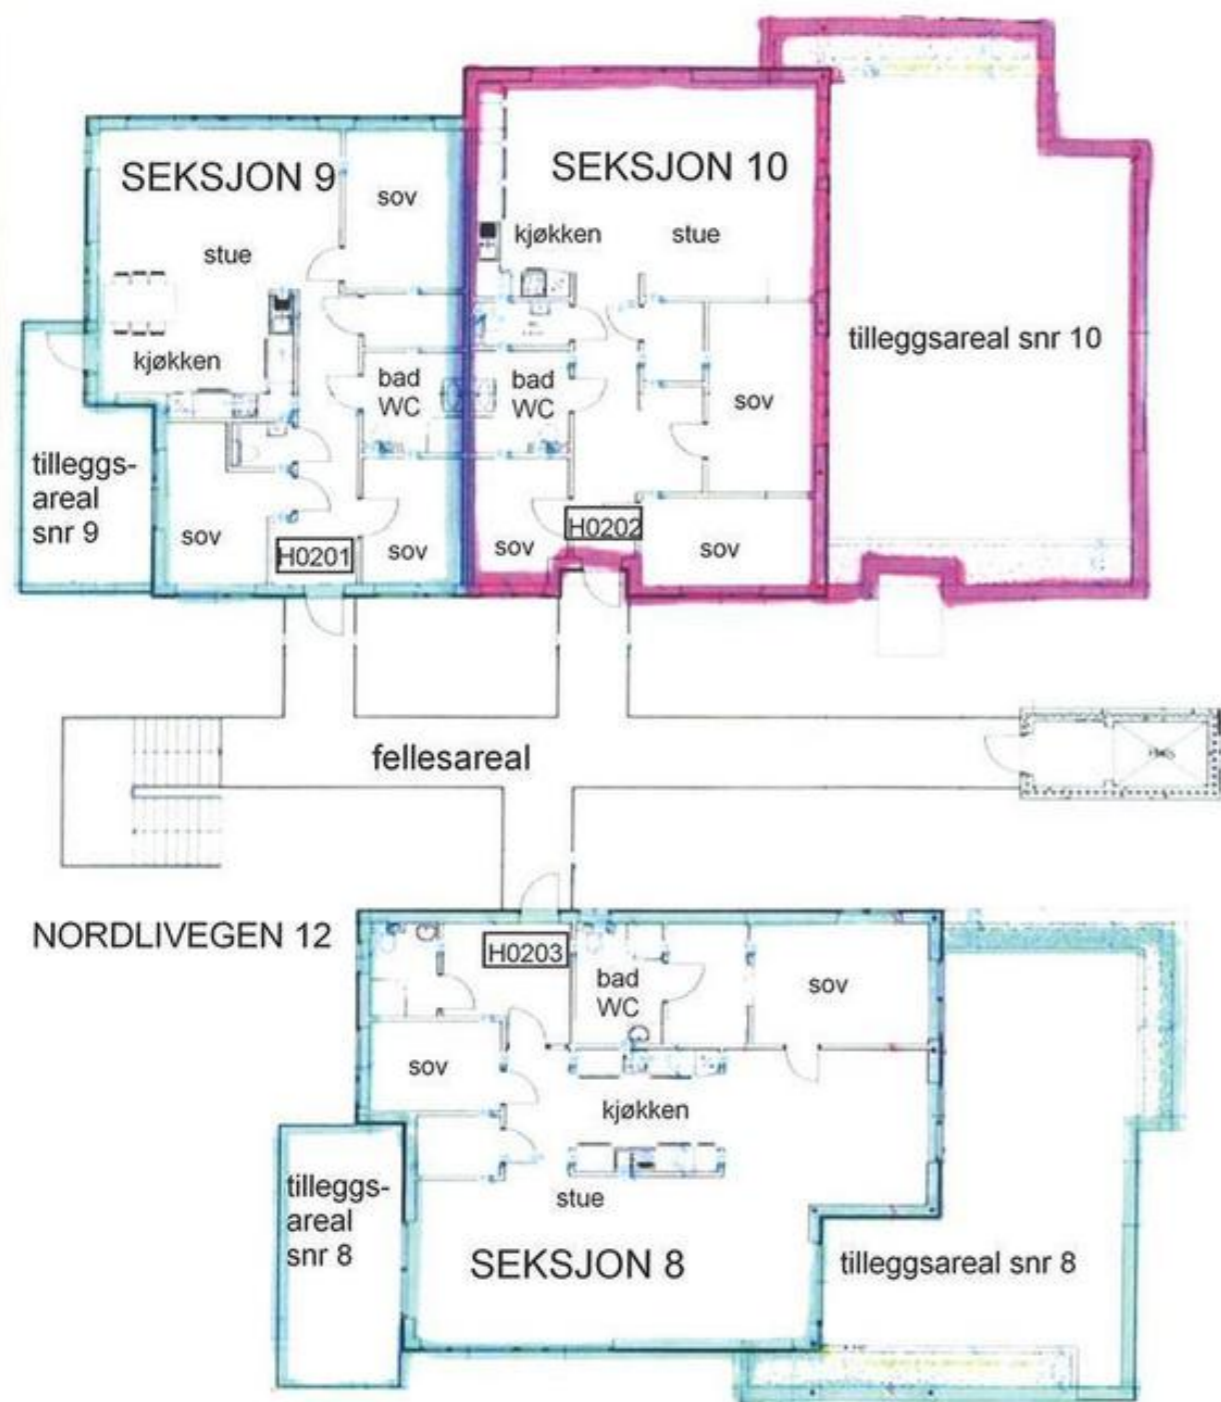 SEKSJON 9
sov
stue
kjøkken
bad
WC
tilleggs-
areal
snr 9
sov
H0201
sov
SEKSJON 10
kjøkken
stue
bad
WC
sov
sov
H0202
sov
tilleggsareal snr 10
fellesareal
NORDLIVEGEN 12
H0203
bad
WC
sov
sov
kjøkken
stue
tilleggs-
areal
snr 8
SEKSJON 8
tilleggsareal snr 8